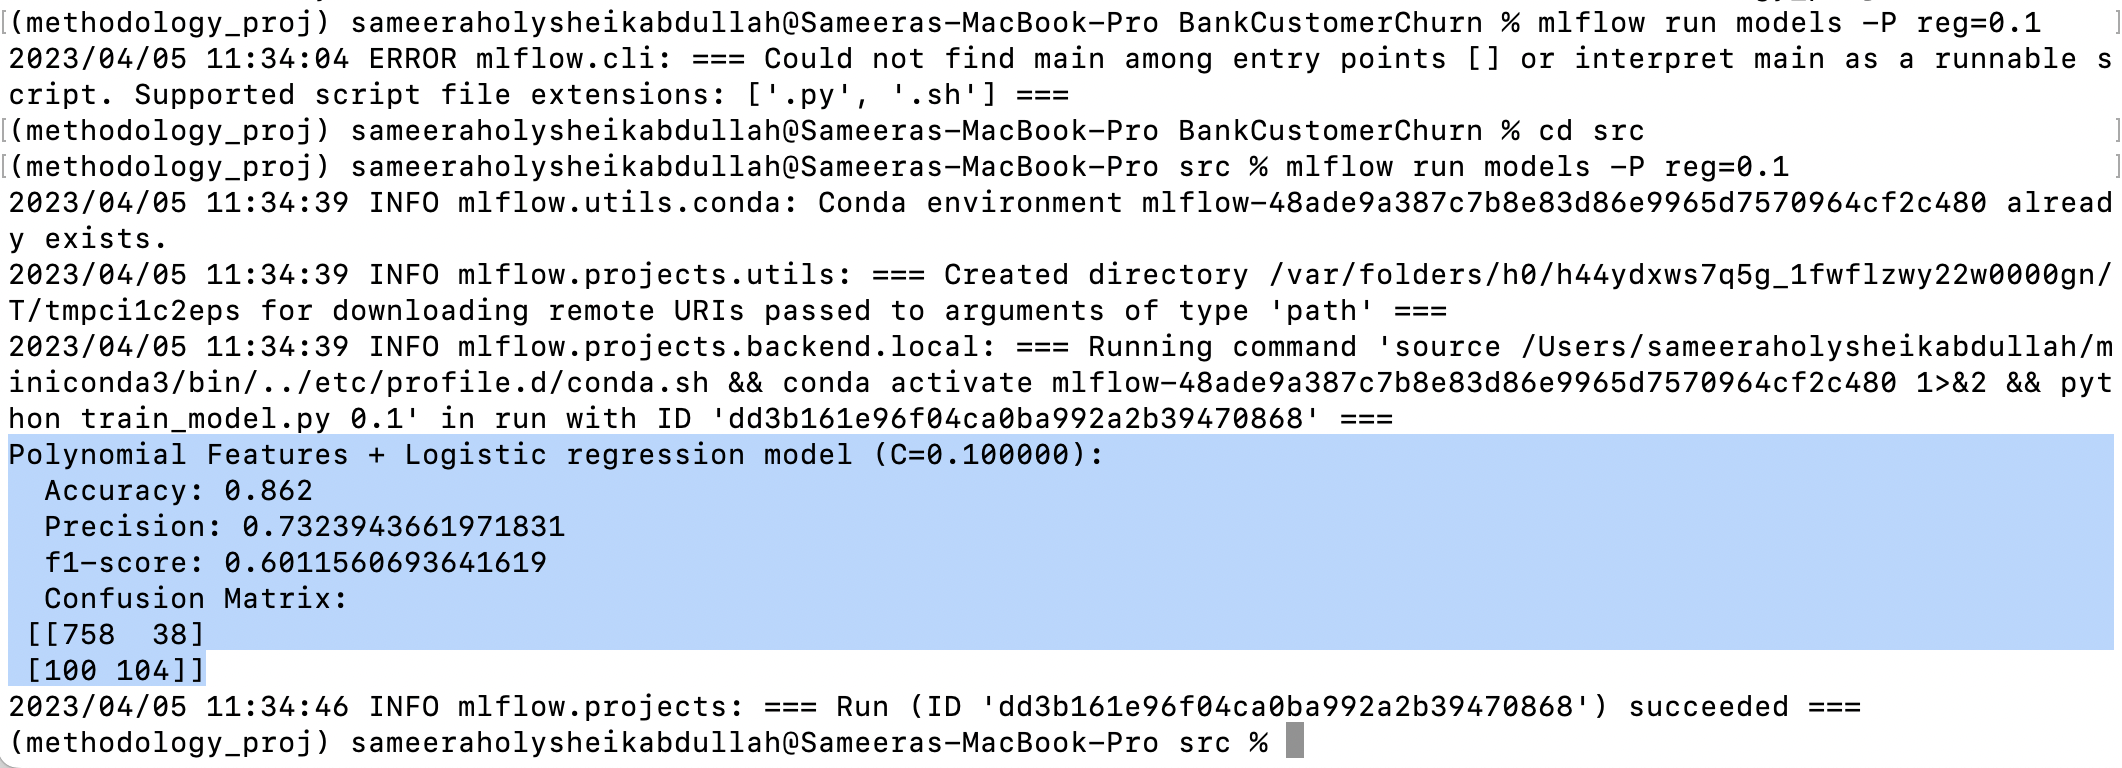 (methodology_proj) sameeraholysheikabdullah@Sameeras-MacBook-Pro BankCustomerChurn % mlflow run models -P reg=0.1
2023/04/05 11:34:04 ERROR mlflow.cli: === Could not find main among entry points [] or interpret main as a runnable s
cript. Supported script file extensions: ['.py', '.sh'] ===
(methodology_proj) sameeraholysheikabdullah@Sameeras-MacBook-Pro BankCustomerChurn % cd src
(methodology_proj) sameeraholysheikabdullah@Sameeras-MacBook-Pro src % mlflow run models -P reg=0.1
2023/04/05 11:34:39 INFO mlflow.utils.conda: Conda environment mlflow-48ade9a387c7b8e83d86e9965d7570964cf2c480 alread
y exists.
2023/04/05 11:34:39 INFO mlflow.projects.utils: === Created directory /var/folders/h0/h44ydxws7q5g_1fwflzwy22w0000gn/
T/tmpci1c2eps for downloading remote URIs passed to arguments of type 'path' ===
2023/04/05 11:34:39 INFO mlflow.projects.backend.local: === Running command 'source /Users/sameeraholysheikabdullah/m
iniconda3/bin/../etc/profile.d/conda.sh && conda activate mlflow-48ade9a387c7b8e83d86e9965d7570964cf2c480 1>&2 && pyt
hon train_model.py 0.1' in run with ID 'dd3b161e96f04ca0ba992a2b39470868' ===
Polynomial Features + Logistic regression model (C=0.100000):
  Accuracy: 0.862
  Precision: 0.7323943661971831
  f1-score: 0.6011560693641619
  Confusion Matrix:
 [[758  38]
 [100 104]]
2023/04/05 11:34:46 INFO mlflow.projects: === Run (ID 'dd3b161e96f04ca0ba992a2b39470868') succeeded ===
(methodology_proj) sameeraholysheikabdullah@Sameeras-MacBook-Pro src %